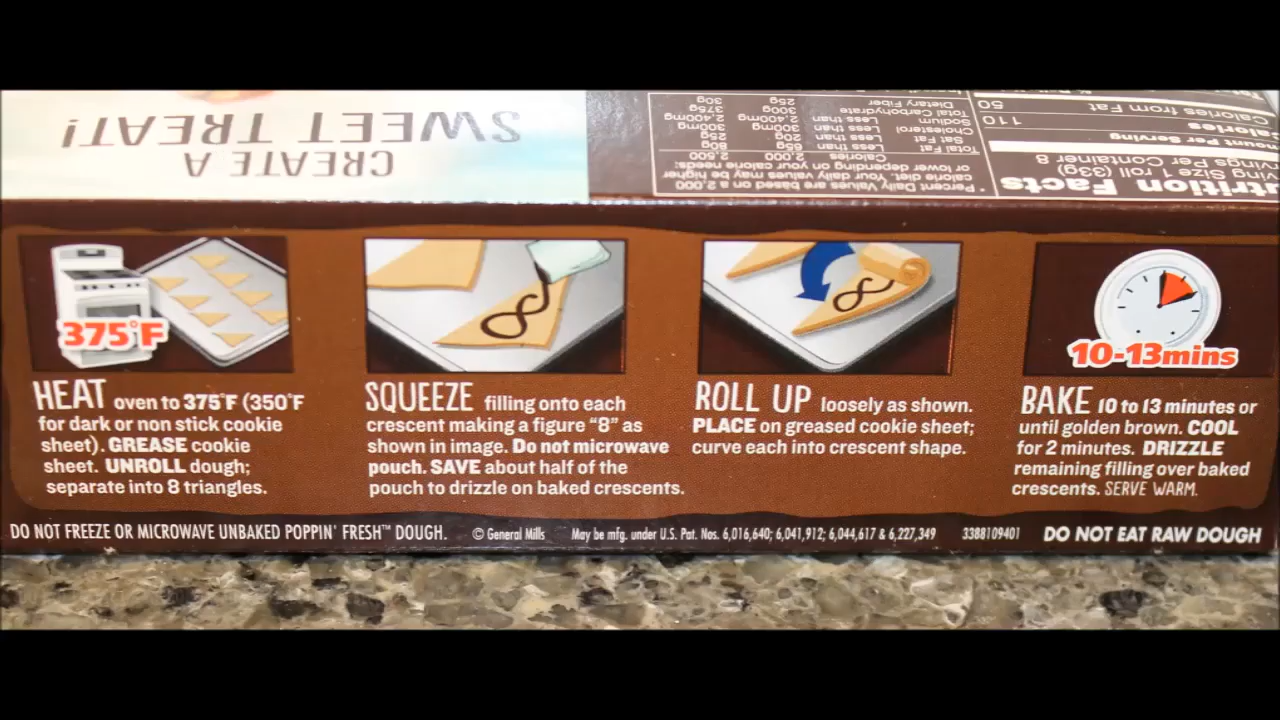 CREATE A
SWEET TREAT!
trition Facts
ving Size 1 roll (33g)
vings Per Container 8
mount Per Serving
alories 110
Calories from Fat 50
* Percent Daily Values are based on a 2,000
calorie diet. Your daily values may be higher
or lower depending on your calorie needs:
Calories 2,000 2,500
Total Fat Less than 65g 80g
Sat Fat Less than 20g 25g
Cholesterol Less than 300mg 300mg
Sodium Less than 2,400mg 2,400mg
Total Carbohydrate 300g 375g
Dietary Fiber 25g 30g
375°F
HEAT oven to 375°F (350°F
for dark or non stick cookie
sheet). GREASE cookie
sheet. UNROLL dough;
separate into 8 triangles.
SQUEEZE filling onto each
crescent making a figure “8” as
shown in image. Do not microwave
pouch. SAVE about half of the
pouch to drizzle on baked crescents.
ROLL UP loosely as shown.
PLACE on greased cookie sheet;
curve each into crescent shape.
10-13mins
BAKE 10 to 13 minutes or
until golden brown. COOL
for 2 minutes. DRIZZLE
remaining filling over baked
crescents. SERVE WARM.
DO NOT FREEZE OR MICROWAVE UNBAKED POPPIN' FRESH™ DOUGH. © General Mills May be mfg. under U.S. Pat. Nos. 6,016,640; 6,041,912; 6,044,617 & 6,227,349 3388109401 DO NOT EAT RAW DOUGH